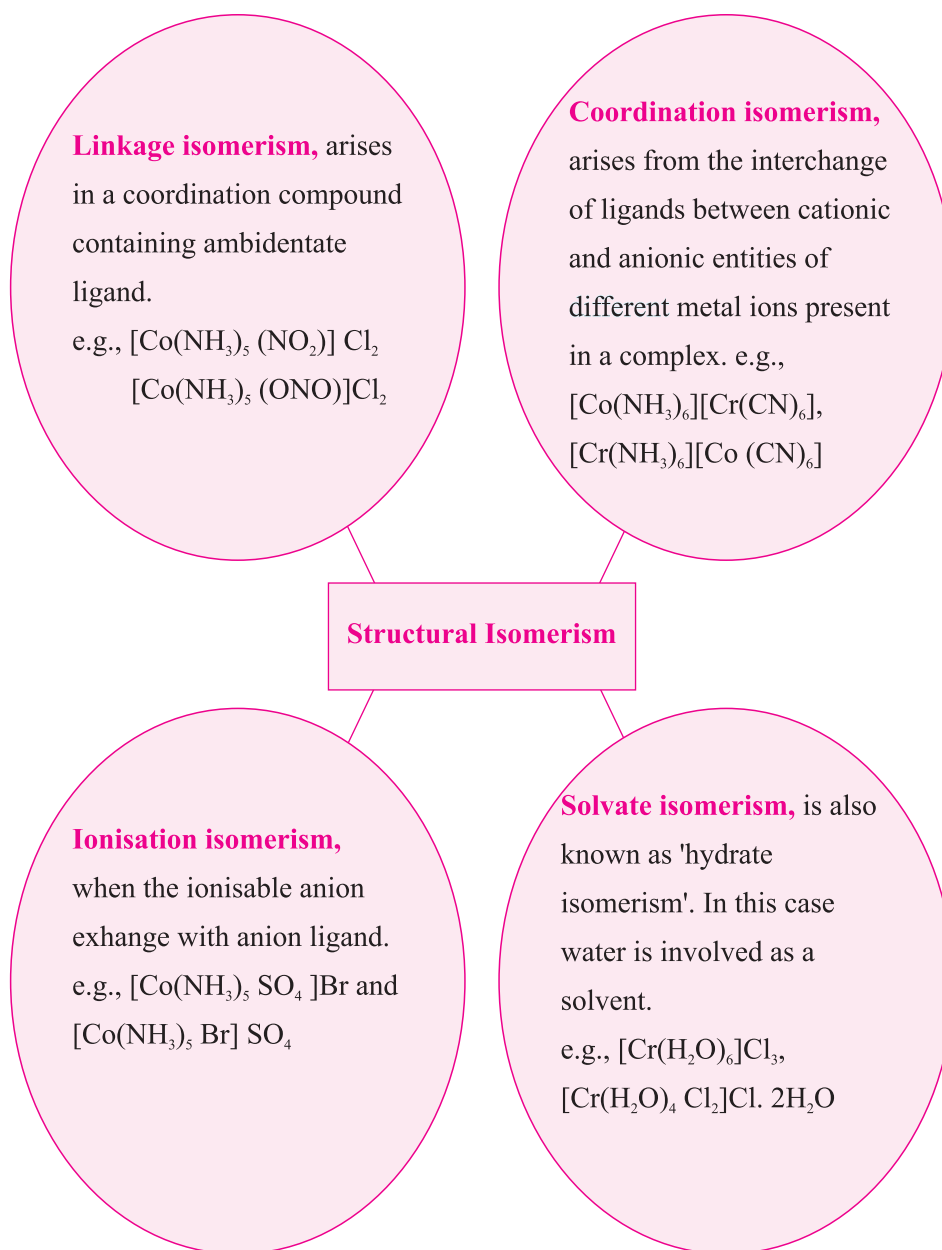 Linkage isomerism, arises
in a coordination compound
containing ambidentate
ligand.
e.g., [Co(NH₃)₅ (NO₂)] Cl₂
[Co(NH₃)₅ (ONO)]Cl₂
Coordination isomerism,
arises from the interchange
of ligands between cationic
and anionic entities of
different metal ions present
in a complex. e.g.,
[Co(NH₃)₆][Cr(CN)₆],
[Cr(NH₃)₆][Co (CN)₆]
Structural Isomerism
Ionisation isomerism,
when the ionisable anion
exhange with anion ligand.
e.g., [Co(NH₃)₅ SO₄ ]Br and
[Co(NH₃)₅ Br] SO₄
Solvate isomerism, is also
known as 'hydrate
isomerism'. In this case
water is involved as a
solvent.
e.g., [Cr(H₂O)₆]Cl₃,
[Cr(H₂O)₄ Cl₂]Cl. 2H₂O